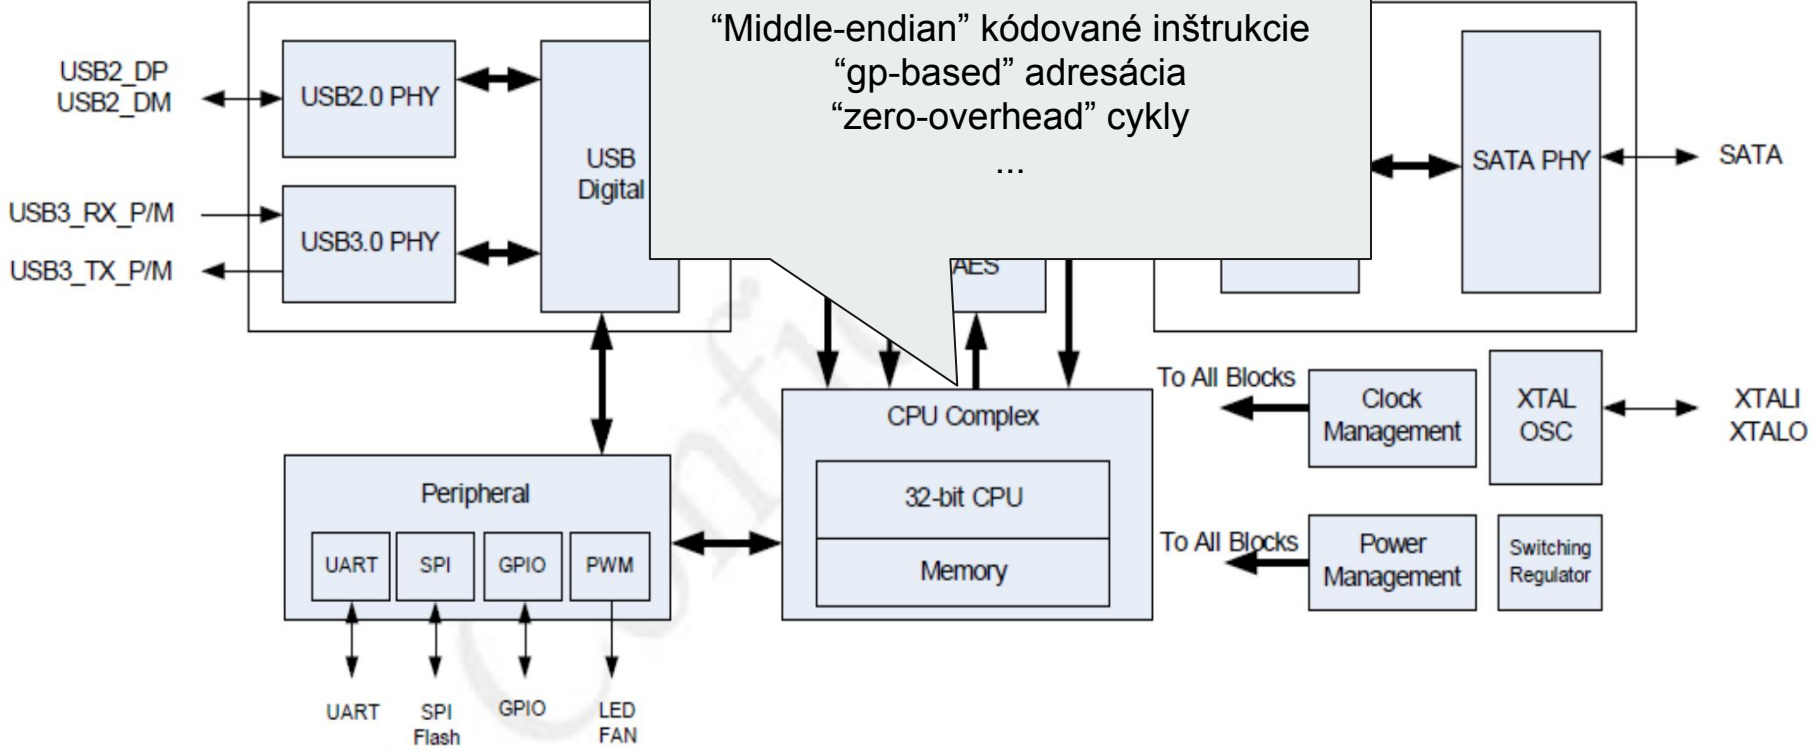 “Middle-endian” kódované inštrukcie
“gp-based” adresácia
“zero-overhead” cykly
...
USB2_DP
USB2_DM
USB2.0 PHY
USB
Digital
SATA PHY
SATA
USB3_RX_P/M
USB3_TX_P/M
USB3.0 PHY
AES
To All Blocks
Clock
Management
XTAL
OSC
XTALI
XTALO
CPU Complex
32-bit CPU
Memory
Peripheral
UART
SPI
GPIO
PWM
To All Blocks
Power
Management
Switching
Regulator
UART
SPI
Flash
GPIO
LED
FAN